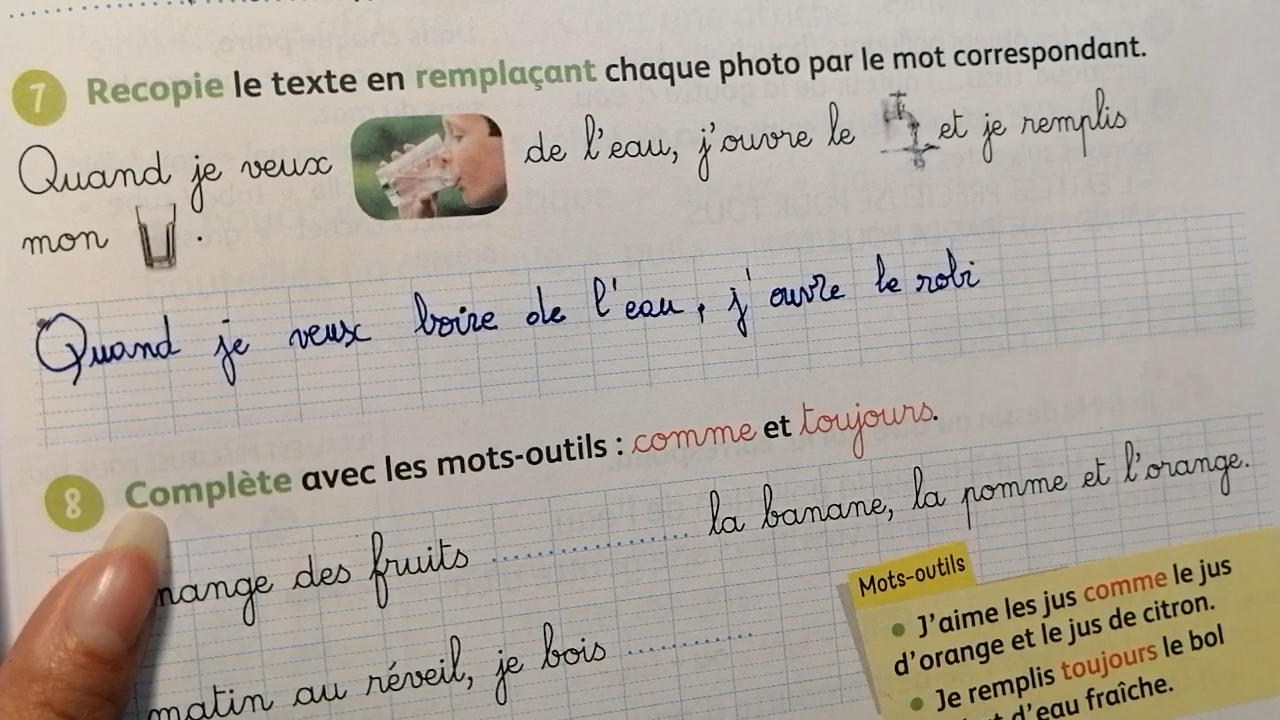 7 Recopie le texte en remplaçant chaque photo par le mot correspondant.
Quand je veux de l'eau, j'ouvre le et je remplis
mon .
Quand je veux boire de l'eau, j'ouvre le robi
8 Complète avec les mots-outils : comme et toujours.
mange des fruits .................... la banane, la pomme et l'orange.
matin au réveil, je bois ............
Mots-outils
• J'aime les jus comme le jus
d'orange et le jus de citron.
• Je remplis toujours le bol
d'eau fraîche.